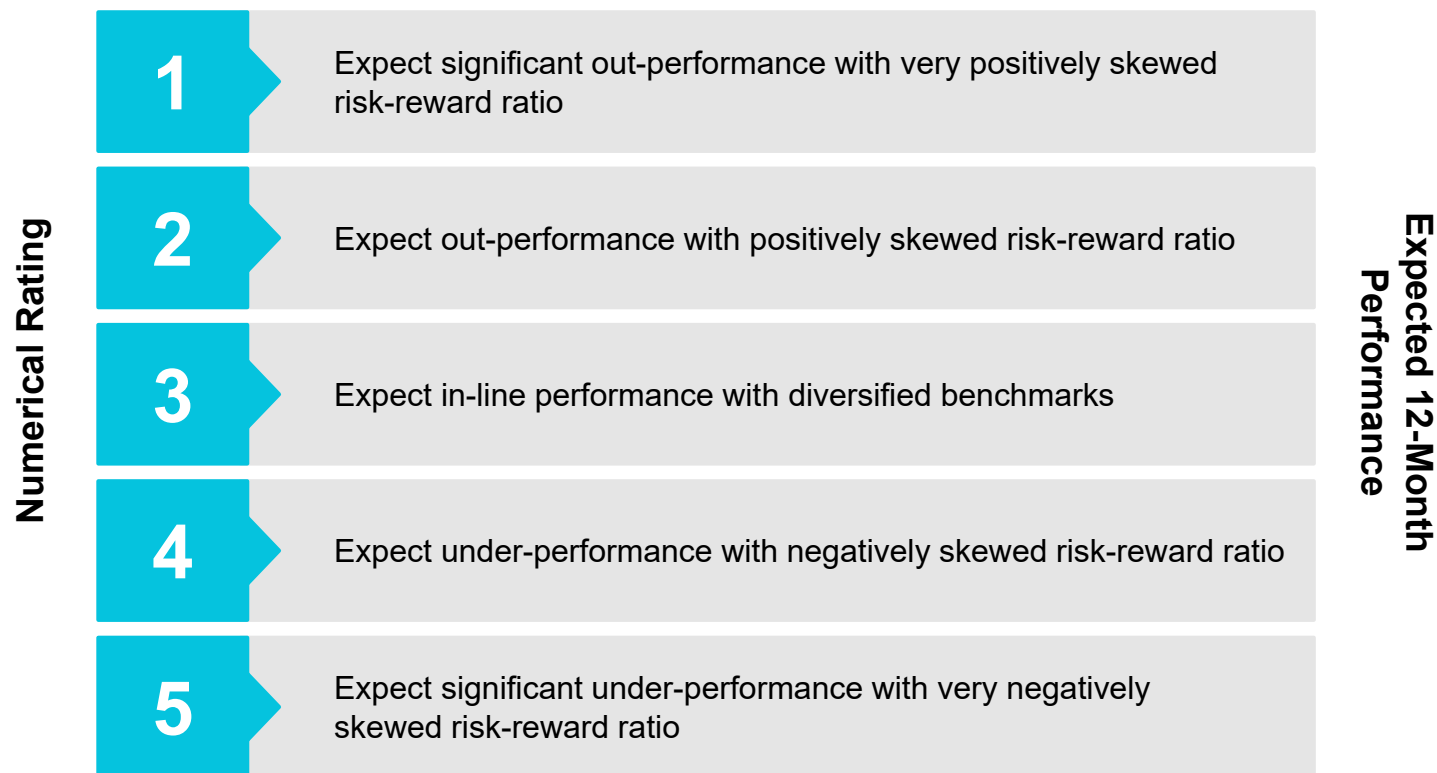 Numerical Rating
1
Expect significant out-performance with very positively skewed
risk-reward ratio
2
Expect out-performance with positively skewed risk-reward ratio
3
Expect in-line performance with diversified benchmarks
4
Expect under-performance with negatively skewed risk-reward ratio
5
Expect significant under-performance with very negatively
skewed risk-reward ratio
Expected 12-Month
Performance